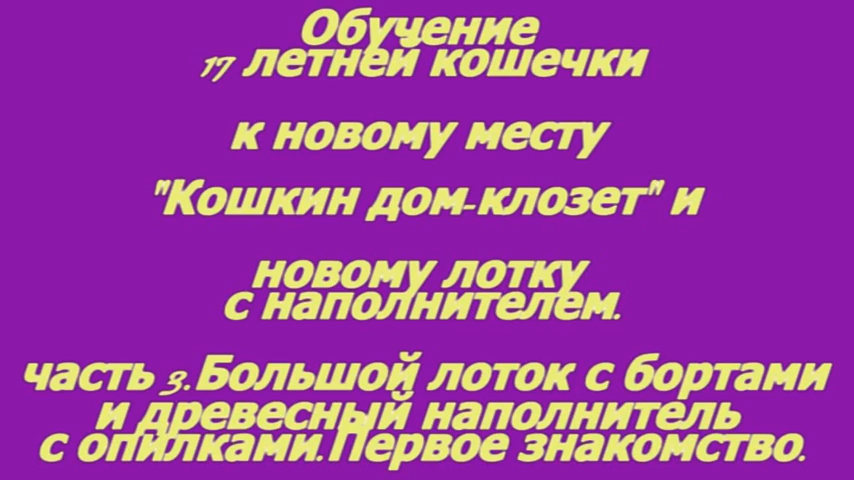 Обучение
17 летней кошечки
к новому месту
"Кошкин дом-клозет" и
новому лотку
с наполнителем.
часть 3.Большой лоток с бортами
и древесный наполнитель
с опилками.Первое знакомство.